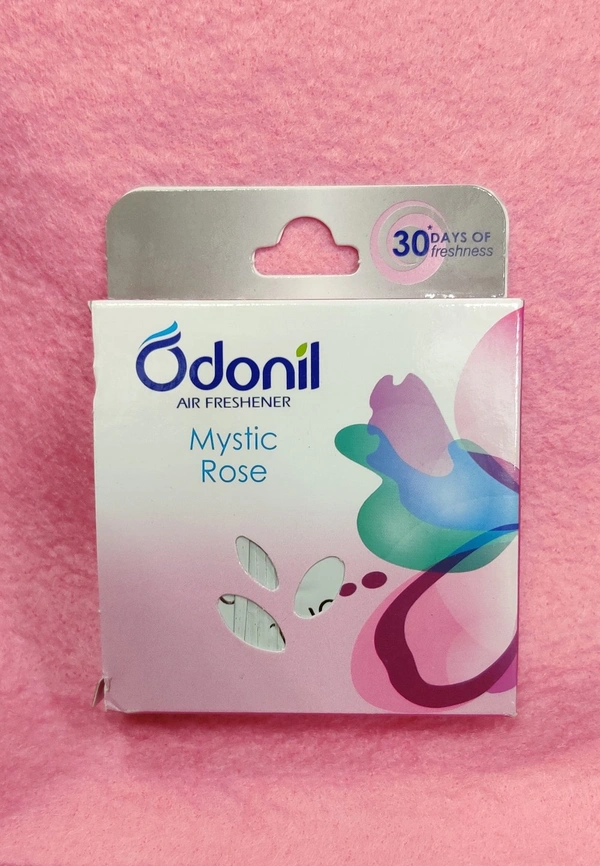 30*DAYS OF
freshness
Odonil
AIR FRESHENER
Mystic
Rose